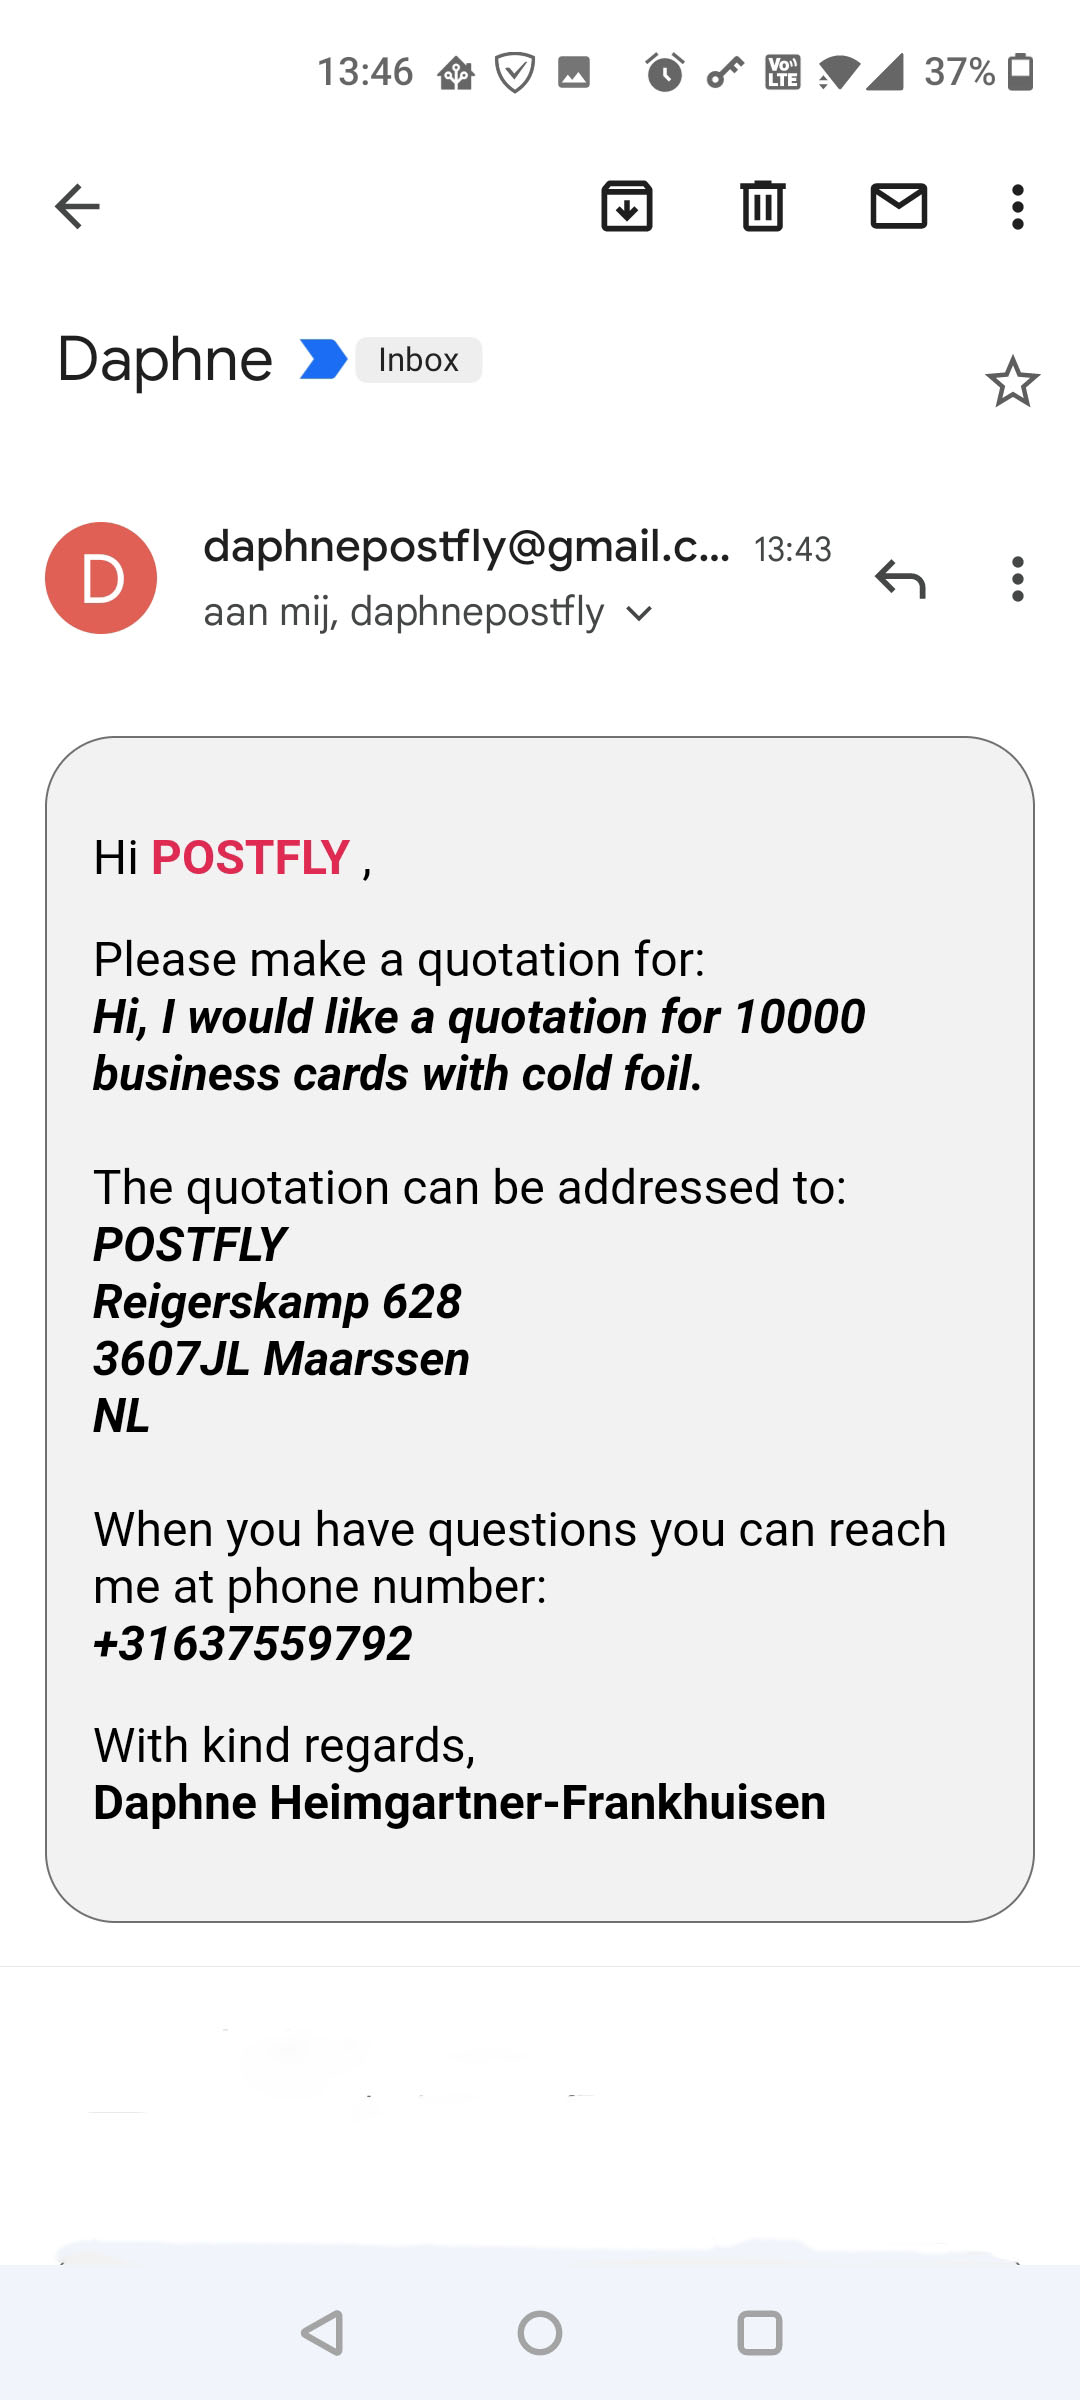 13:46 Vo LTE 37%
Daphne Inbox
daphnepostfly@gmail.c... 13:43
D
aan mij, daphnepostfly
Hi POSTFLY ,
Please make a quotation for:
Hi, I would like a quotation for 10000
business cards with cold foil.
The quotation can be addressed to:
POSTFLY
Reigerskamp 628
3607JL Maarssen
NL
When you have questions you can reach
me at phone number:
+31637559792
With kind regards,
Daphne Heimgartner-Frankhuisen